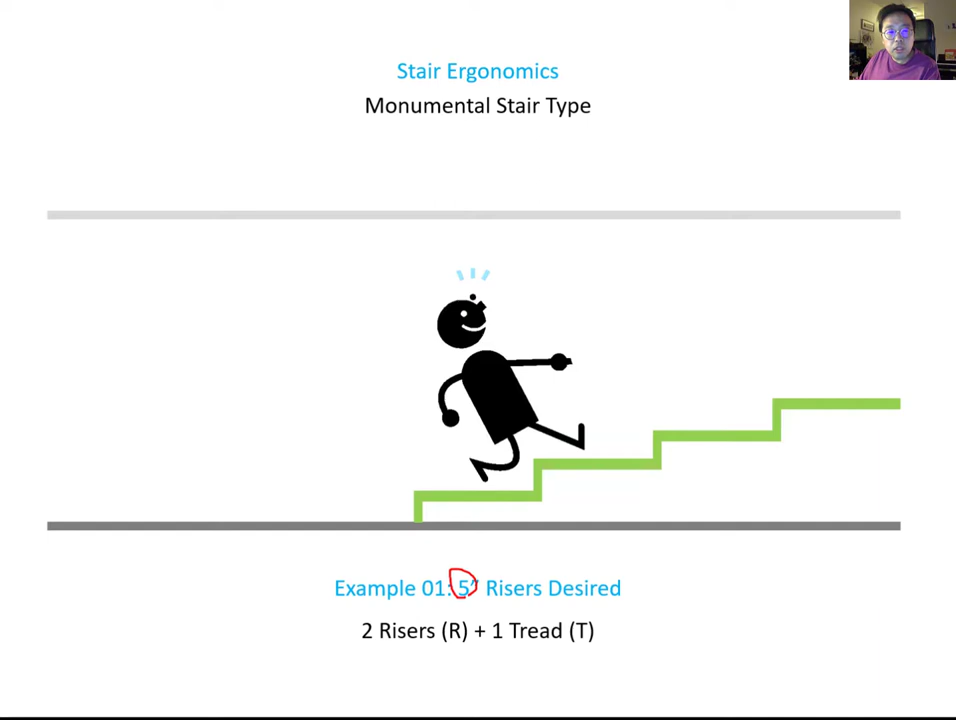 Stair Ergonomics
Monumental Stair Type
Example 01: 5" Risers Desired
2 Risers (R) + 1 Tread (T)